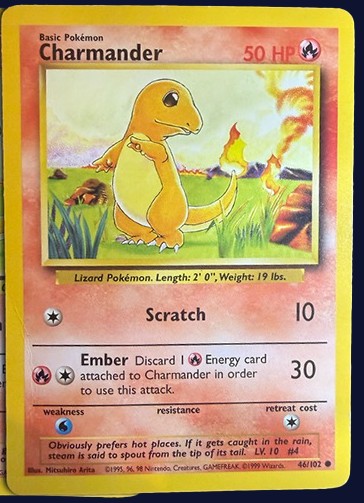 Basic Pokémon
Charmander 50 HP
Lizard Pokémon. Length: 2' 0", Weight: 19 lbs.
Scratch 10
Ember Discard 1 Energy card
attached to Charmander in order
to use this attack. 30
weakness resistance retreat cost
Obviously prefers hot places. If it gets caught in the rain,
steam is said to spout from the tip of its tail. LV. 10 #4
Illus. Mitsuhiro Arita ©1995, 96, 98 Nintendo, Creatures, GAMEFREAK. ©1999 Wizards. 46/102